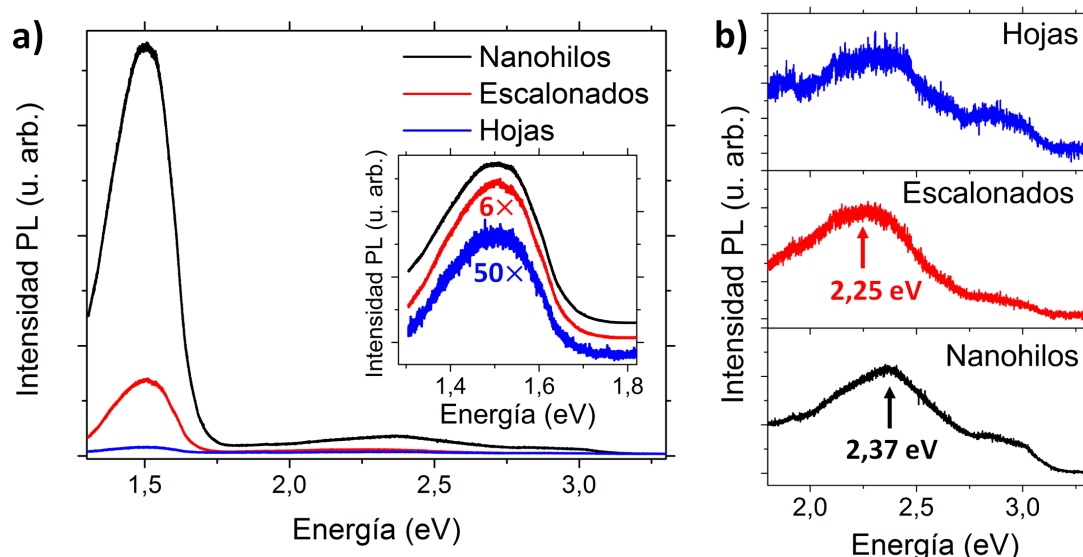 a)
Intensidad PL (u. arb.)
Nanohilos
Escalonados
Hojas
Intensidad PL (u. arb.)
6×
50×
1,4 1,6 1,8
Energía (eV)
1,5 2,0 2,5 3,0
Energía (eV)
b)
Intensidad PL (u. arb.)
Hojas
Escalonados
2,25 eV
Nanohilos
2,37 eV
2,0 2,5 3,0
Energía (eV)